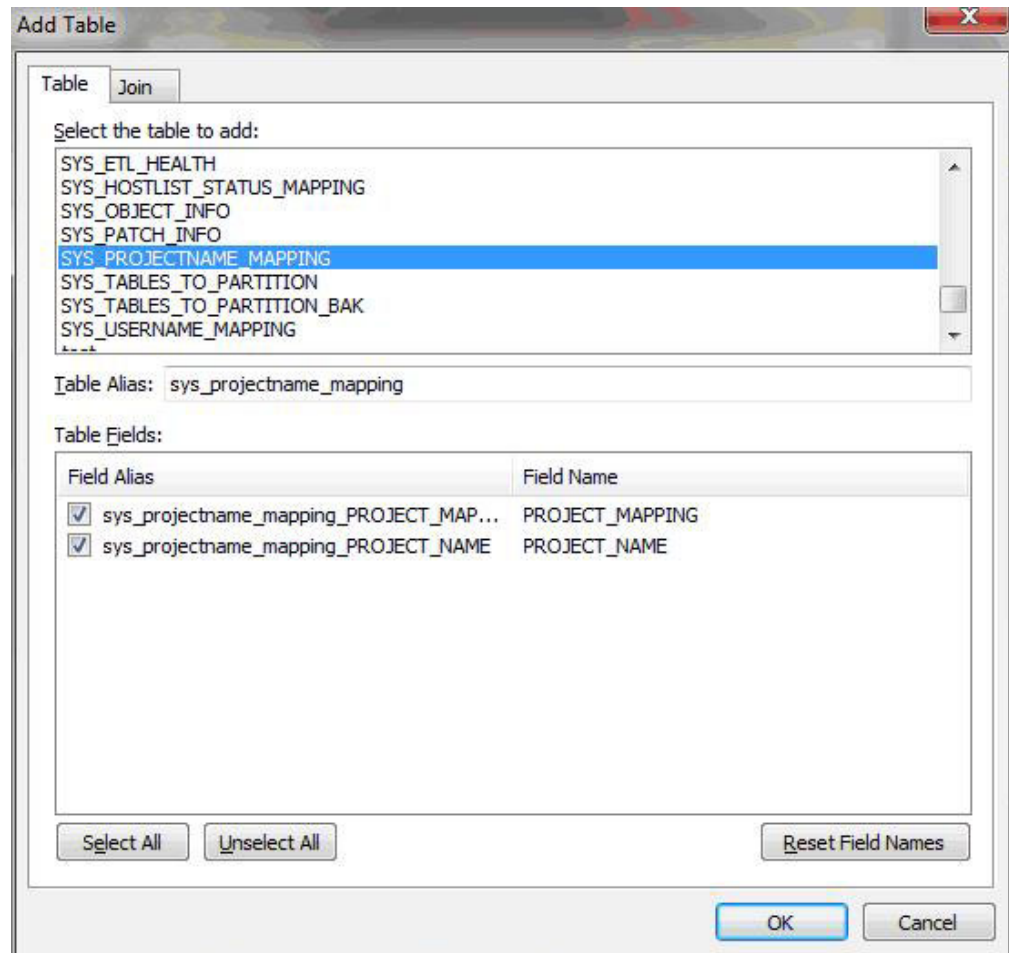 Add Table
X
Table Join
Select the table to add:
SYS_ETL_HEALTH
SYS_HOSTLIST_STATUS_MAPPING
SYS_OBJECT_INFO
SYS_PATCH_INFO
SYS_PROJECTNAME_MAPPING
SYS_TABLES_TO_PARTITION
SYS_TABLES_TO_PARTITION_BAK
SYS_USERNAME_MAPPING
Table Alias: sys_projectname_mapping
Table Fields:
Field Alias Field Name
sys_projectname_mapping_PROJECT_MAP... PROJECT_MAPPING
sys_projectname_mapping_PROJECT_NAME PROJECT_NAME
Select All Unselect All Reset Field Names
OK Cancel